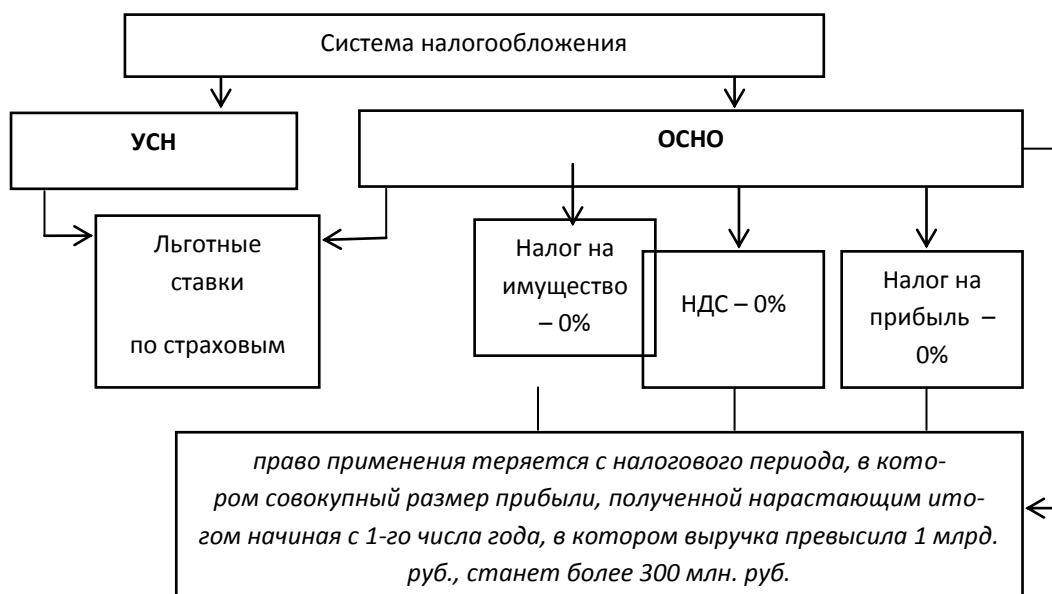 Система налогообложения
УСН
ОСНО
Льготные
ставки
по страховым
Налог на
имущество
– 0%
НДС – 0%
Налог на
прибыль –
0%
право применения теряется с налогового периода, в кото-
ром совокупный размер прибыли, полученной нарастающим ито-
гом начиная с 1-го числа года, в котором выручка превысила 1 млрд.
руб., станет более 300 млн. руб.